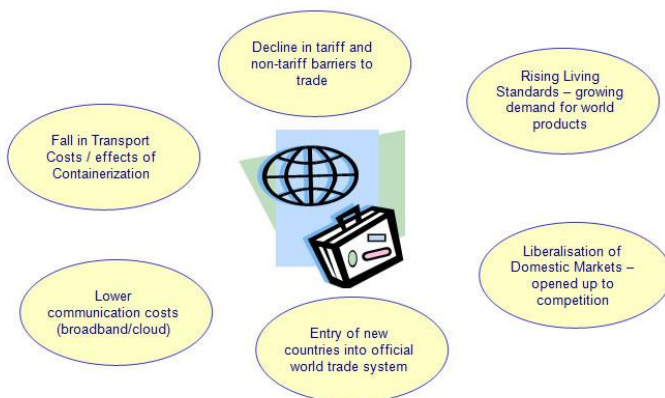 Decline in tariff and
non-tariff barriers to
trade
Rising Living
Standards – growing
demand for world
products
Fall in Transport
Costs / effects of
Containerization
Liberalisation of
Domestic Markets –
opened up to
competition
Lower
communication costs
(broadband/cloud)
Entry of new
countries into official
world trade system